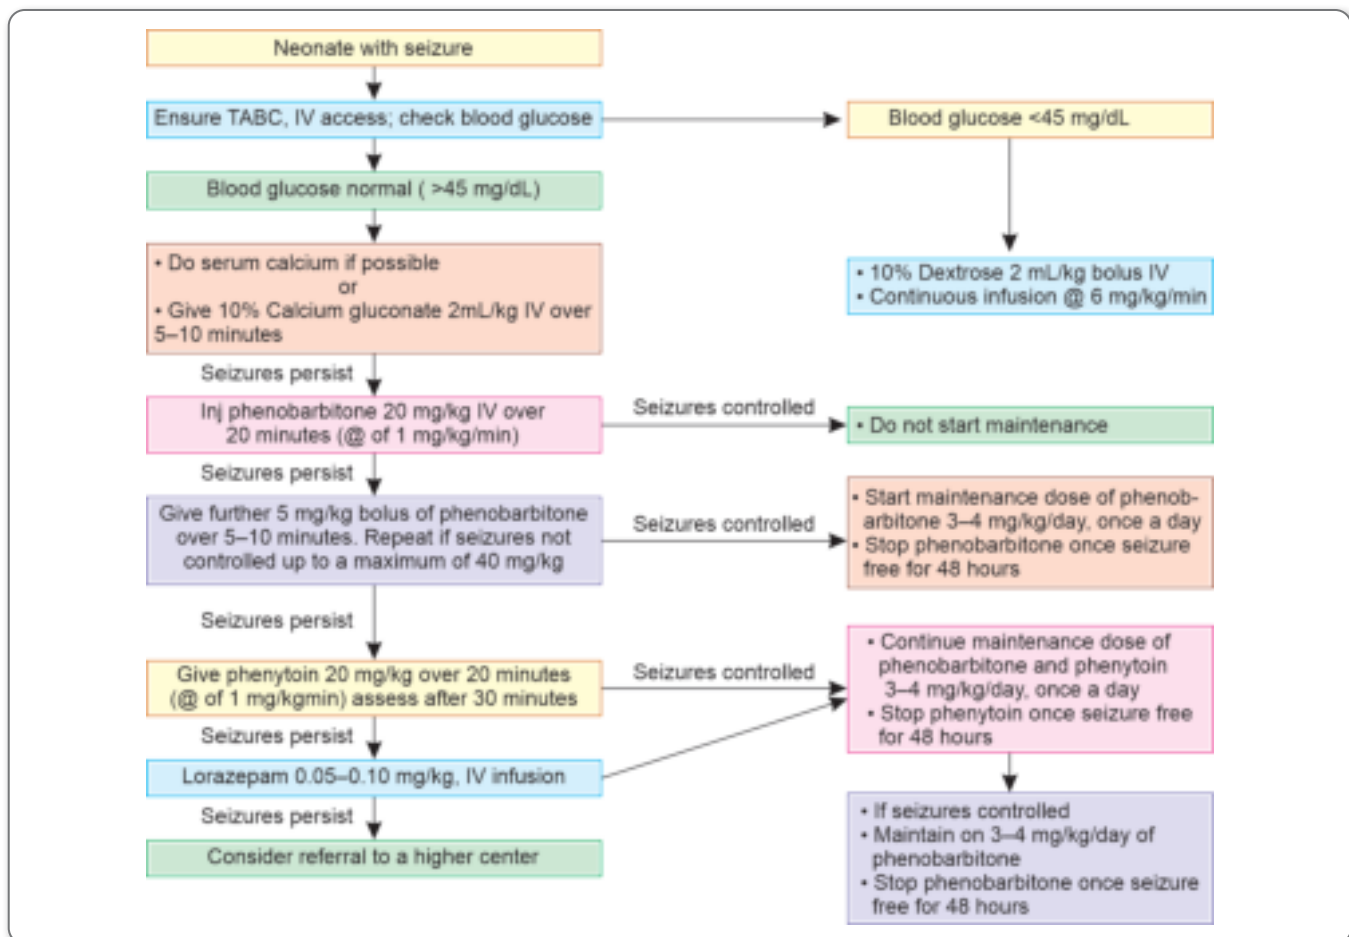 Neonate with seizure
Ensure TABC, IV access; check blood glucose
Blood glucose <45 mg/dL
Blood glucose normal ( >45 mg/dL)
• Do serum calcium if possible
or
• Give 10% Calcium gluconate 2mL/kg IV over
5–10 minutes
• 10% Dextrose 2 mL/kg bolus IV
• Continuous infusion @ 6 mg/kg/min
Seizures persist
Inj phenobarbitone 20 mg/kg IV over
20 minutes (@ of 1 mg/kg/min)
Seizures controlled
• Do not start maintenance
Seizures persist
Give further 5 mg/kg bolus of phenobarbitone
over 5–10 minutes. Repeat if seizures not
controlled up to a maximum of 40 mg/kg
Seizures controlled
• Start maintenance dose of phenob-
arbitone 3–4 mg/kg/day, once a day
• Stop phenobarbitone once seizure
free for 48 hours
Seizures persist
Give phenytoin 20 mg/kg over 20 minutes
(@ of 1 mg/kgmin) assess after 30 minutes
Seizures controlled
• Continue maintenance dose of
phenobarbitone and phenytoin
3–4 mg/kg/day, once a day
• Stop phenytoin once seizure free
for 48 hours
Seizures persist
Lorazepam 0.05–0.10 mg/kg, IV infusion
Seizures persist
Consider referral to a higher center
• If seizures controlled
• Maintain on 3–4 mg/kg/day of
phenobarbitone
• Stop phenobarbitone once seizure
free for 48 hours